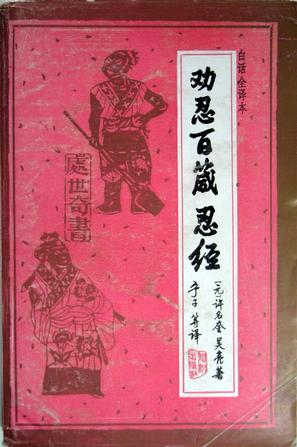 白话全译本
劝忍百箴 忍经
〔元〕许名奎 吴亮著
于子等译
處世奇書